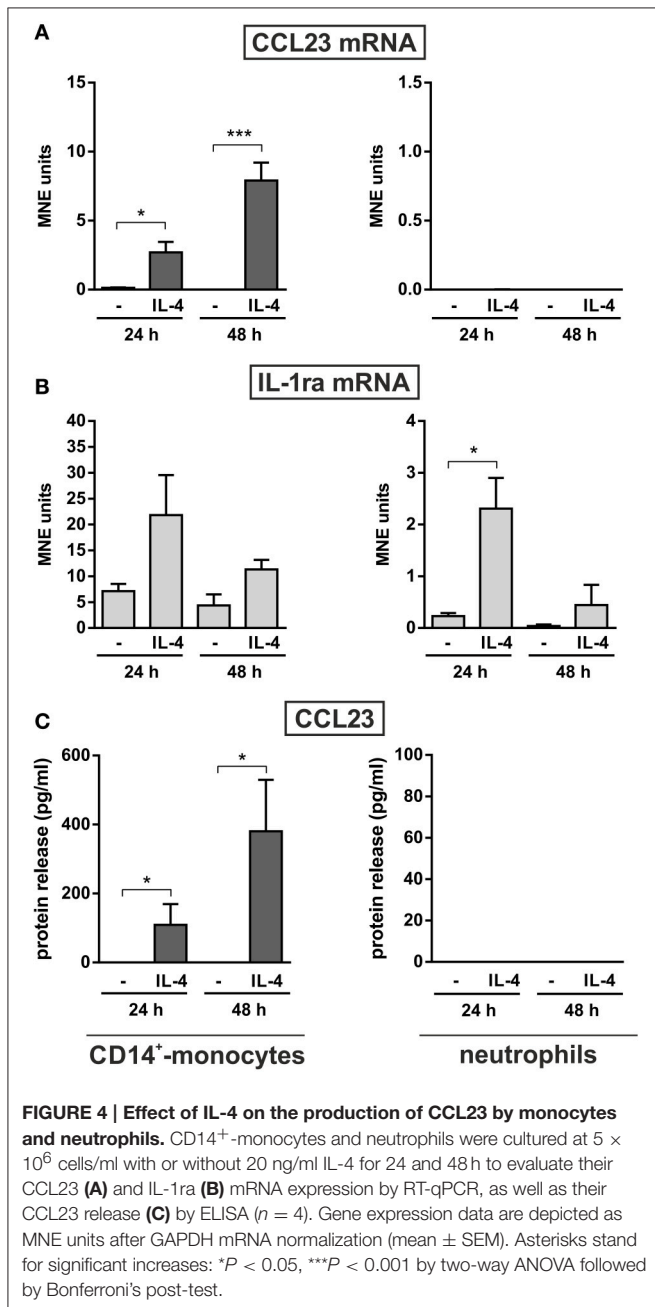 A
CCL23 mRNA
MNE units
15
10
5
0
*
***
- IL-4 - IL-4
24 h 48 h
MNE units
1.5
1.0
0.5
0.0
- IL-4 - IL-4
24 h 48 h
B
IL-1ra mRNA
MNE units
40
35
30
25
20
15
10
5
0
- IL-4 - IL-4
24 h 48 h
MNE units
4
3
2
1
0
*
- IL-4 - IL-4
24 h 48 h
C
CCL23
protein release (pg/ml)
600
400
200
0
*
*
- IL-4 - IL-4
24 h 48 h
CD14⁺-monocytes
protein release (pg/ml)
100
80
60
40
20
0
- IL-4 - IL-4
24 h 48 h
neutrophils
FIGURE 4 | Effect of IL-4 on the production of CCL23 by monocytes
and neutrophils. CD14⁺-monocytes and neutrophils were cultured at 5 ×
10⁶ cells/ml with or without 20 ng/ml IL-4 for 24 and 48 h to evaluate their
CCL23 (A) and IL-1ra (B) mRNA expression by RT-qPCR, as well as their
CCL23 release (C) by ELISA (n = 4). Gene expression data are depicted as
MNE units after GAPDH mRNA normalization (mean ± SEM). Asterisks stand
for significant increases: *P < 0.05, ***P < 0.001 by two-way ANOVA followed
by Bonferroni's post-test.